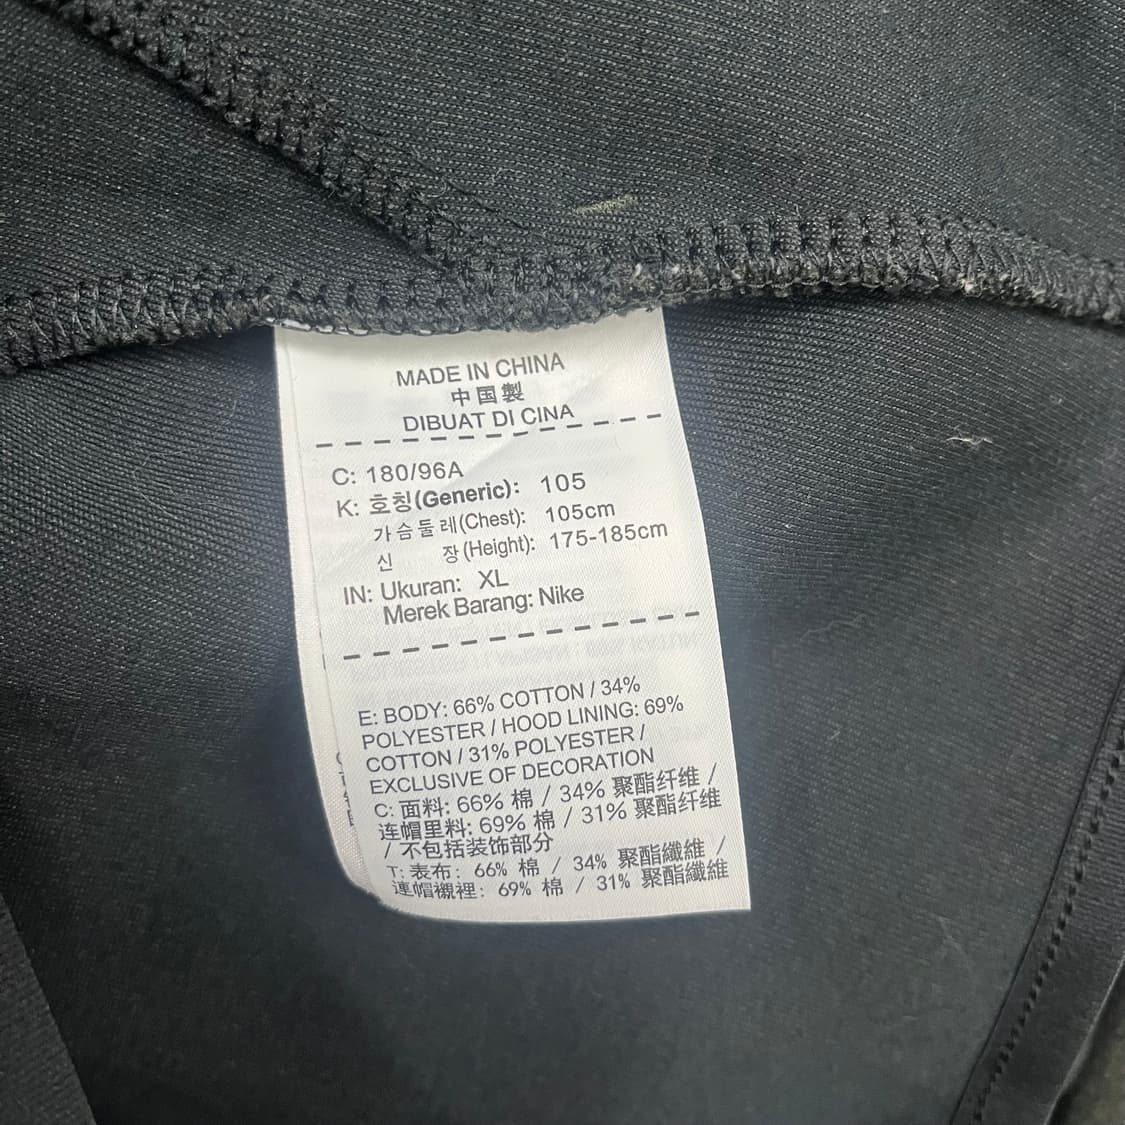 MADE IN CHINA
中国製
DIBUAT DI CINA
C: 180/96A
K: 호칭(Generic): 105
가슴둘레(Chest): 105cm
신 장(Height): 175-185cm
IN: Ukuran: XL
Merek Barang: Nike
E: BODY: 66% COTTON / 34%
POLYESTER / HOOD LINING: 69%
COTTON / 31% POLYESTER /
EXCLUSIVE OF DECORATION
C: 面料: 66% 棉 / 34% 聚酯纤维 /
连帽里料: 69% 棉 / 31% 聚酯纤维
/ 不包括装饰部分
T: 表布: 66% 棉 / 34% 聚酯纖維 /
連帽襯裡: 69% 棉 / 31% 聚酯纖維